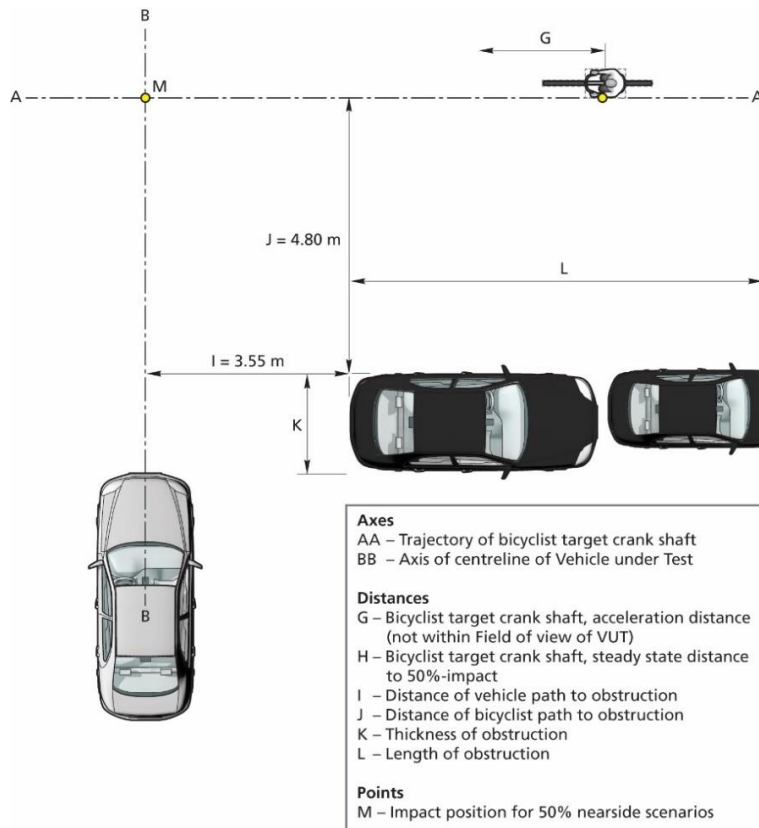 B
G
A
M
A
J = 4.80 m
L
I = 3.55 m
K
B
Axes
AA – Trajectory of bicyclist target crank shaft
BB – Axis of centreline of Vehicle under Test
Distances
G – Bicyclist target crank shaft, acceleration distance
(not within Field of view of VUT)
H – Bicyclist target crank shaft, steady state distance
to 50%-impact
I – Distance of vehicle path to obstruction
J – Distance of bicyclist path to obstruction
K – Thickness of obstruction
L – Length of obstruction
Points
M – Impact position for 50% nearside scenarios